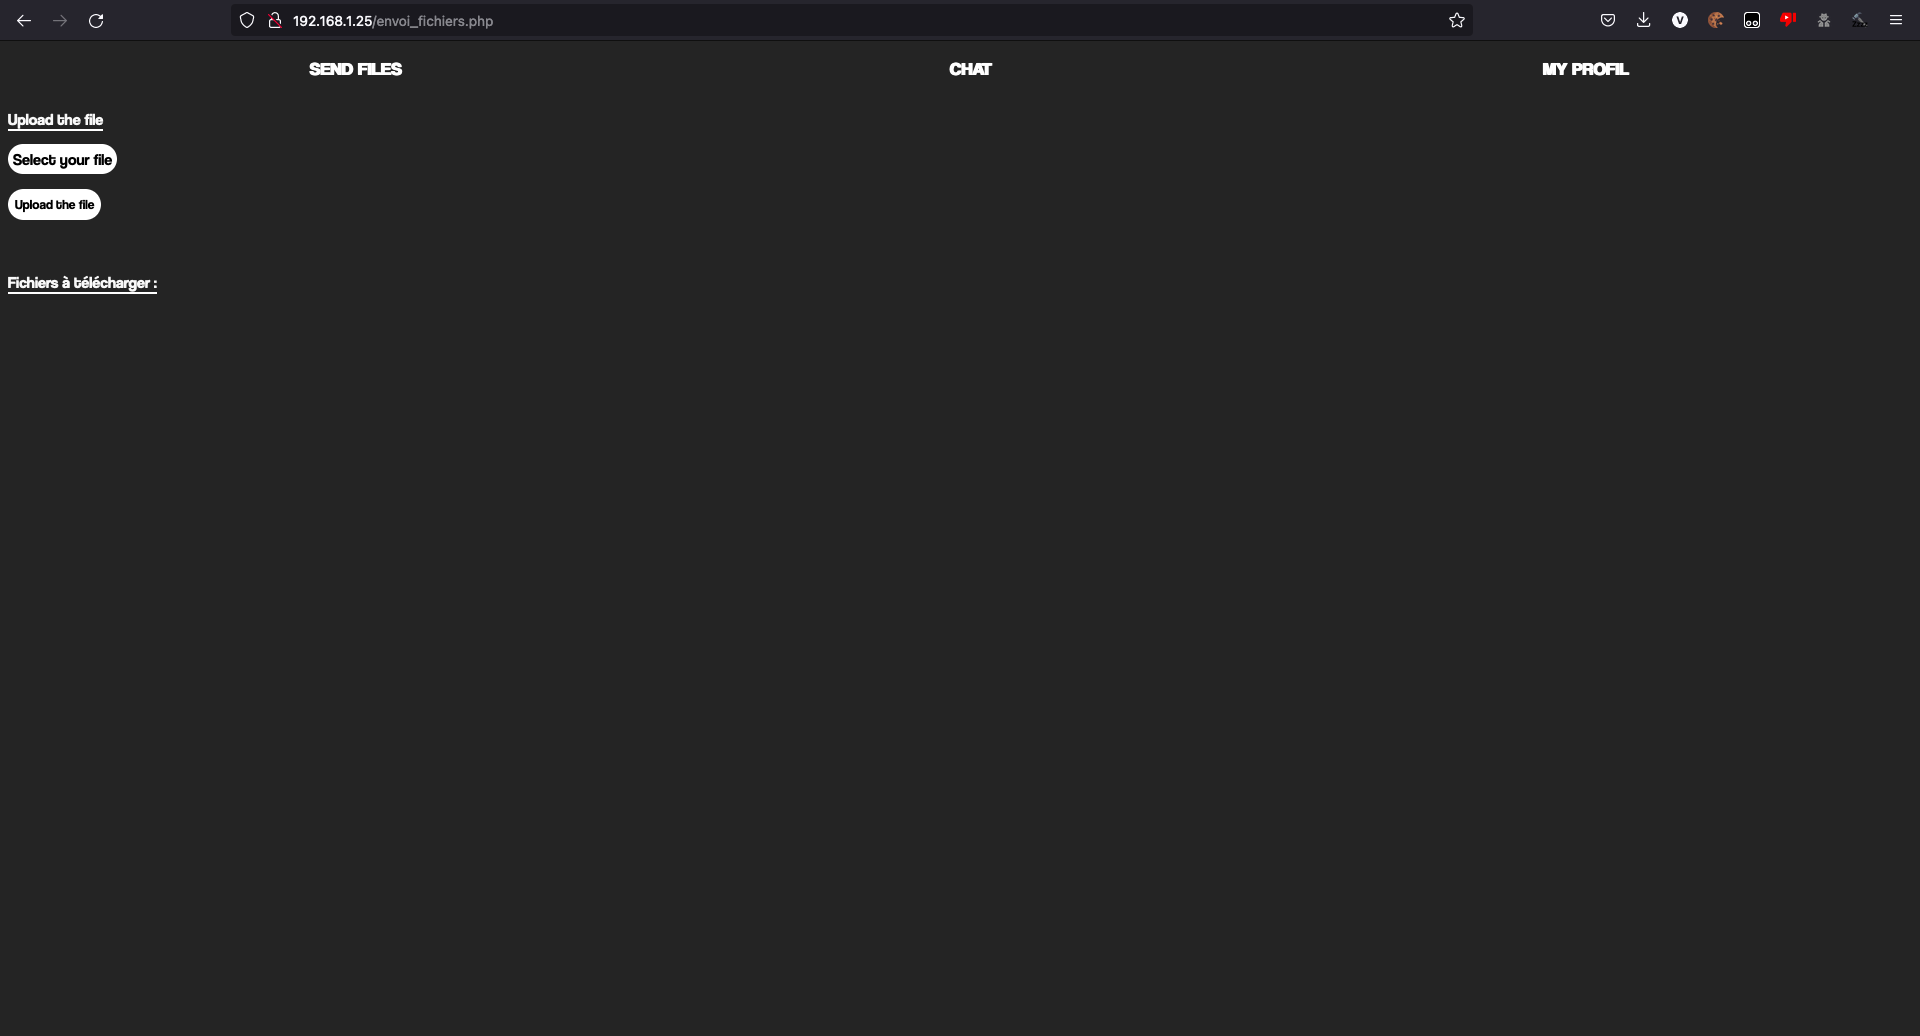 192.168.1.25/envoi_fichiers.php
V
SEND FILES
CHAT
MY PROFIL
Upload the file
Select your file
Upload the file
Fichiers à télécharger :